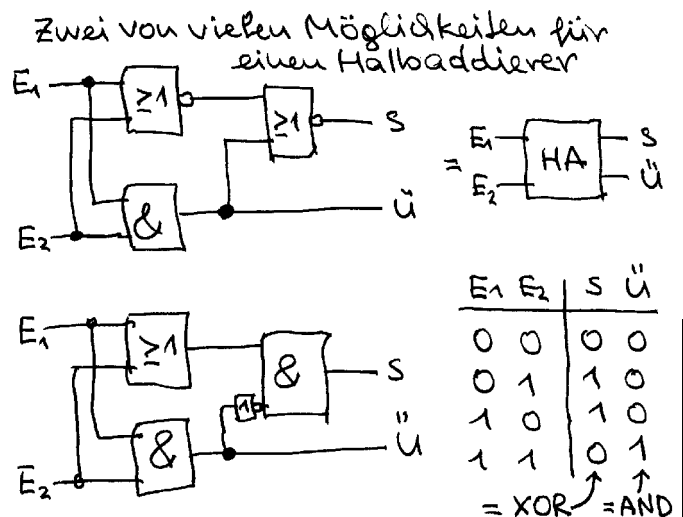 Zwei von vielen Möglichkeiten für
einen Halbaddierer
E₁ ≥1 ≥1 S
E₂ & Ü
= E₁ HA S
E₂ Ü
E₁ ≥1 & S
1
E₂ & Ü
E1 E2 S Ü
0 0 0 0
0 1 1 0
1 0 1 0
1 1 0 1
= XOR = AND